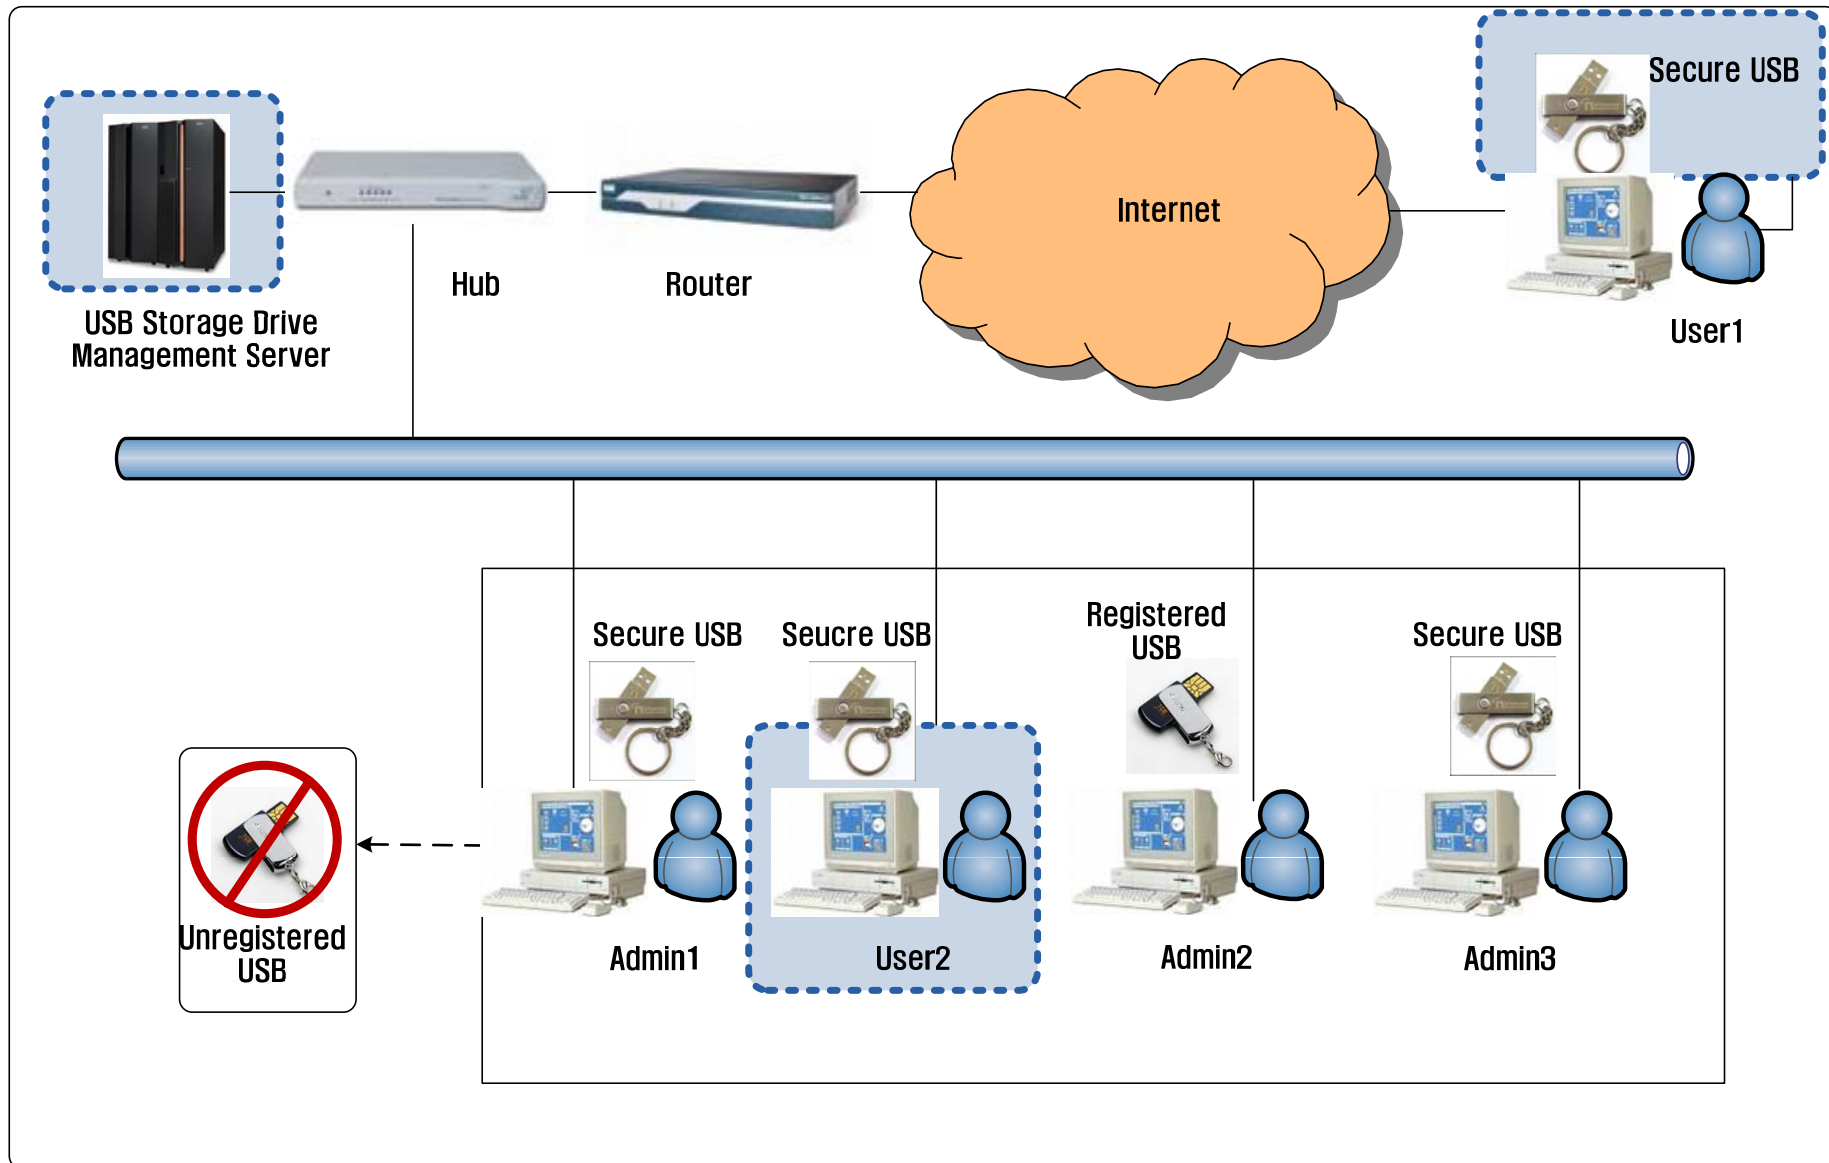 Secure USB
USB Storage Drive
Management Server
Hub
Router
Internet
User1
Secure USB
Seucre USB
Registered
USB
Secure USB
Unregistered
USB
Admin1
User2
Admin2
Admin3